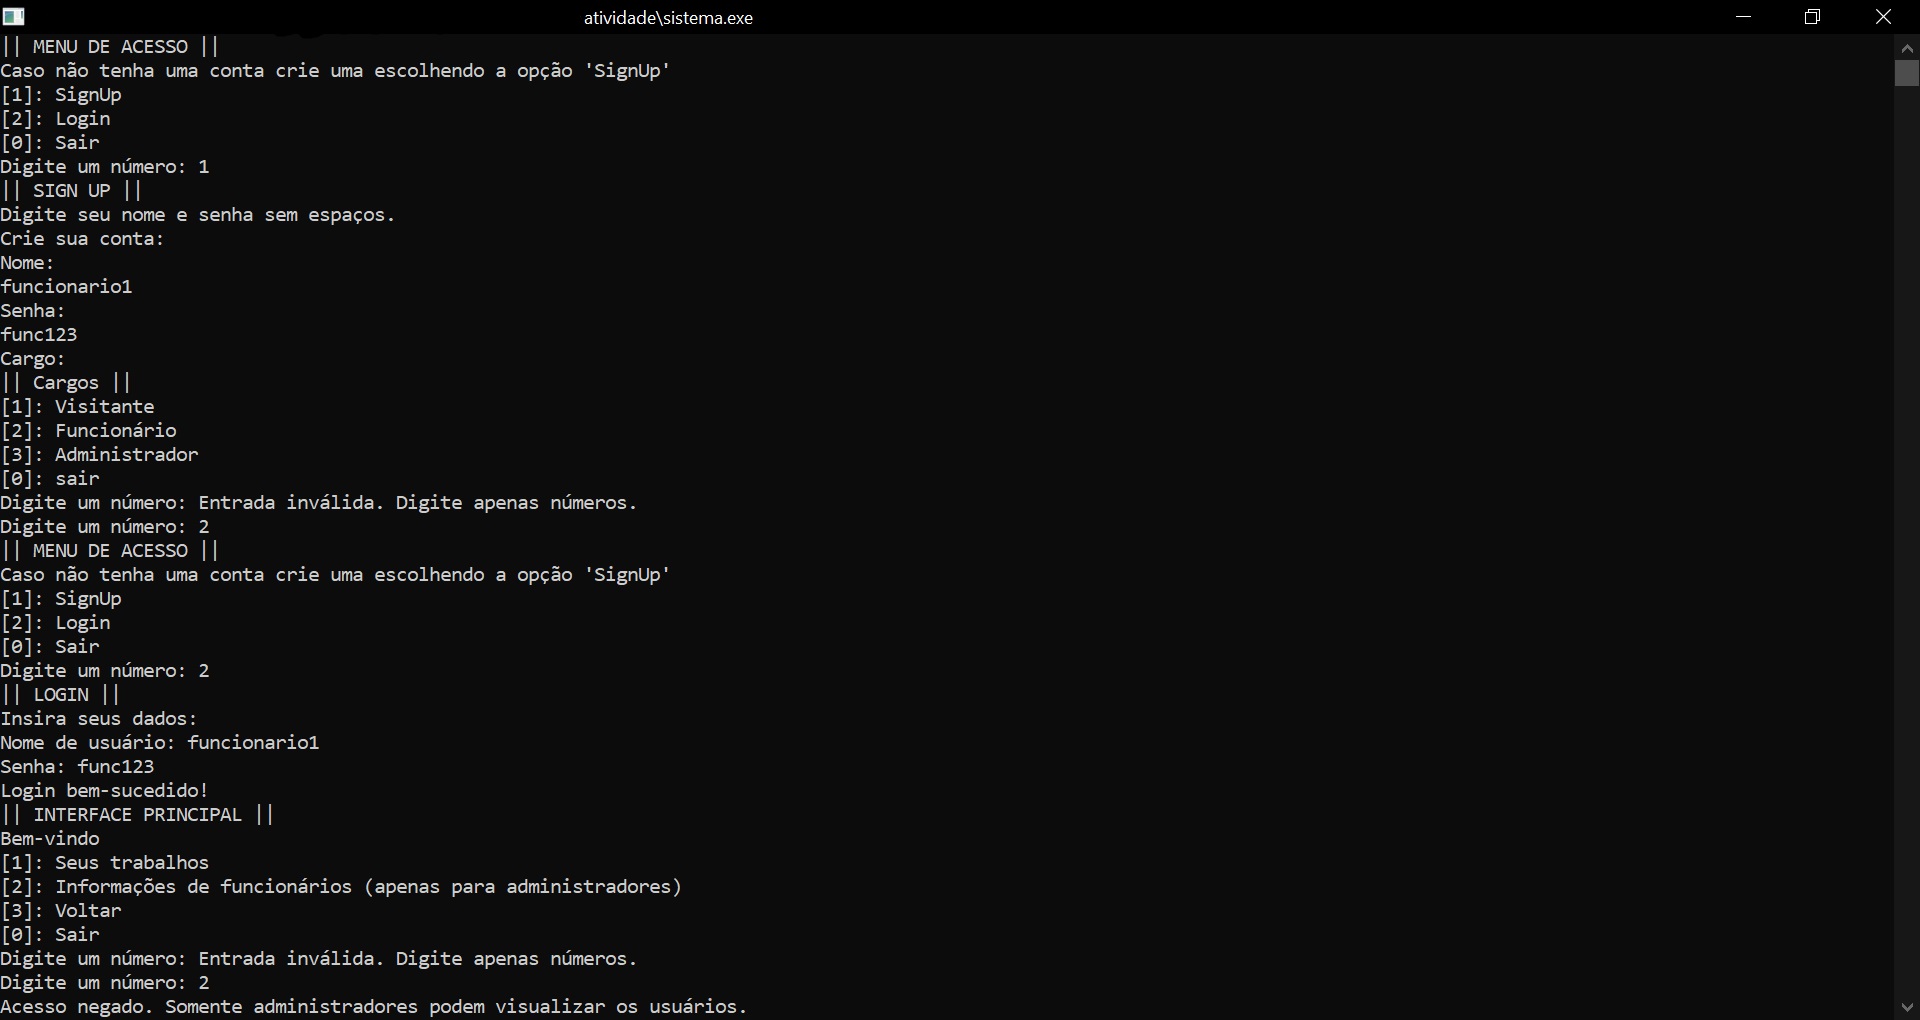 atividade\sistema.exe
|| MENU DE ACESSO ||
Caso não tenha uma conta crie uma escolhendo a opção 'SignUp'
[1]: SignUp
[2]: Login
[0]: Sair
Digite um número: 1
|| SIGN UP ||
Digite seu nome e senha sem espaços.
Crie sua conta:
Nome:
funcionario1
Senha:
func123
Cargo:
|| Cargos ||
[1]: Visitante
[2]: Funcionário
[3]: Administrador
[0]: sair
Digite um número: Entrada inválida. Digite apenas números.
Digite um número: 2
|| MENU DE ACESSO ||
Caso não tenha uma conta crie uma escolhendo a opção 'SignUp'
[1]: SignUp
[2]: Login
[0]: Sair
Digite um número: 2
|| LOGIN ||
Insira seus dados:
Nome de usuário: funcionario1
Senha: func123
Login bem-sucedido!
|| INTERFACE PRINCIPAL ||
Bem-vindo
[1]: Seus trabalhos
[2]: Informações de funcionários (apenas para administradores)
[3]: Voltar
[0]: Sair
Digite um número: Entrada inválida. Digite apenas números.
Digite um número: 2
Acesso negado. Somente administradores podem visualizar os usuários.